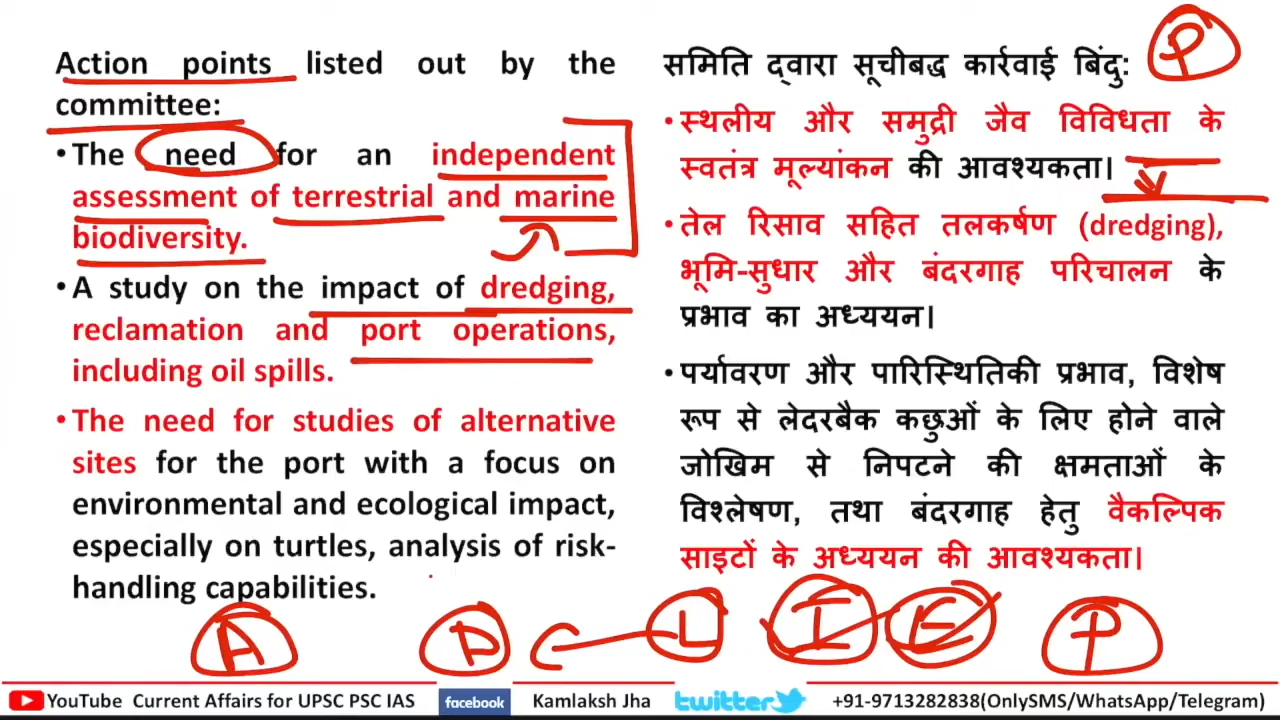 Action points listed out by the
committee:
•The need for an independent
assessment of terrestrial and marine
biodiversity.
•A study on the impact of dredging,
reclamation and port operations,
including oil spills.
•The need for studies of alternative
sites for the port with a focus on
environmental and ecological impact,
especially on turtles, analysis of risk-
handling capabilities.
समिति द्वारा सूचीबद्ध कार्रवाई बिंदु:
P
•स्थलीय और समुद्री जैव विविधता के
स्वतंत्र मूल्यांकन की आवश्यकता।
•तेल रिसाव सहित तलकर्षण (dredging),
भूमि-सुधार और बंदरगाह परिचालन के
प्रभाव का अध्ययन।
•पर्यावरण और पारिस्थितिकी प्रभाव, विशेष
रूप से लेदरबैक कछुओं के लिए होने वाले
जोखिम से निपटने की क्षमताओं के
विश्लेषण, तथा बंदरगाह हेतु वैकल्पिक
साइटों के अध्ययन की आवश्यकता।
A D C L I E P
YouTube Current Affairs for UPSC PSC IAS facebook Kamlaksh Jha twitter +91-9713282838(OnlySMS/WhatsApp/Telegram)